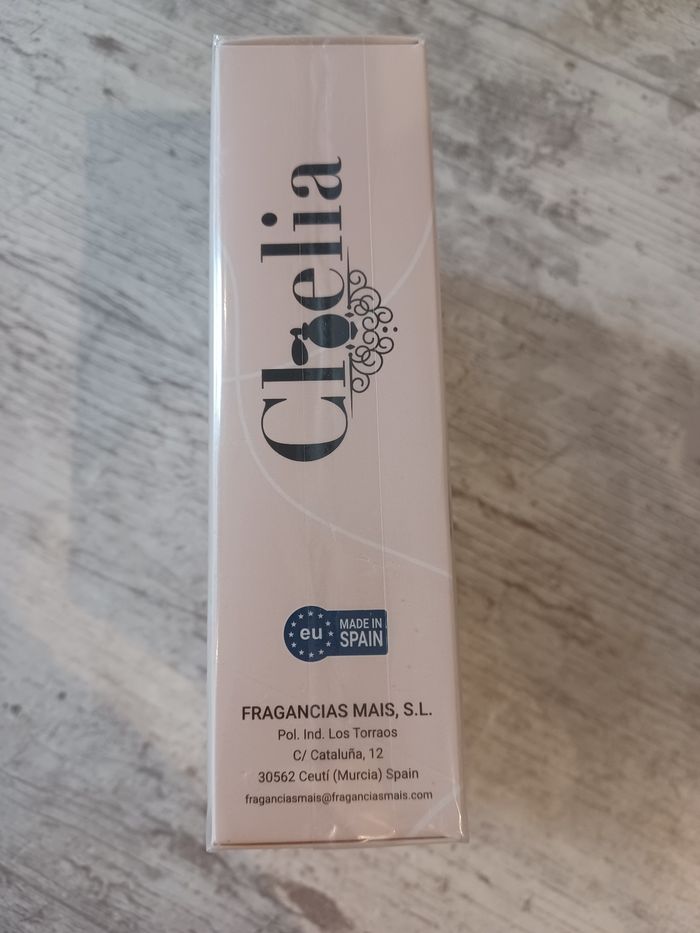 Cloelia
eu
MADE IN
SPAIN
FRAGANCIAS MAIS, S.L.
Pol. Ind. Los Torraos
C/ Cataluña, 12
30562 Ceutí (Murcia) Spain
fraganciasmais@fraganciasmais.com